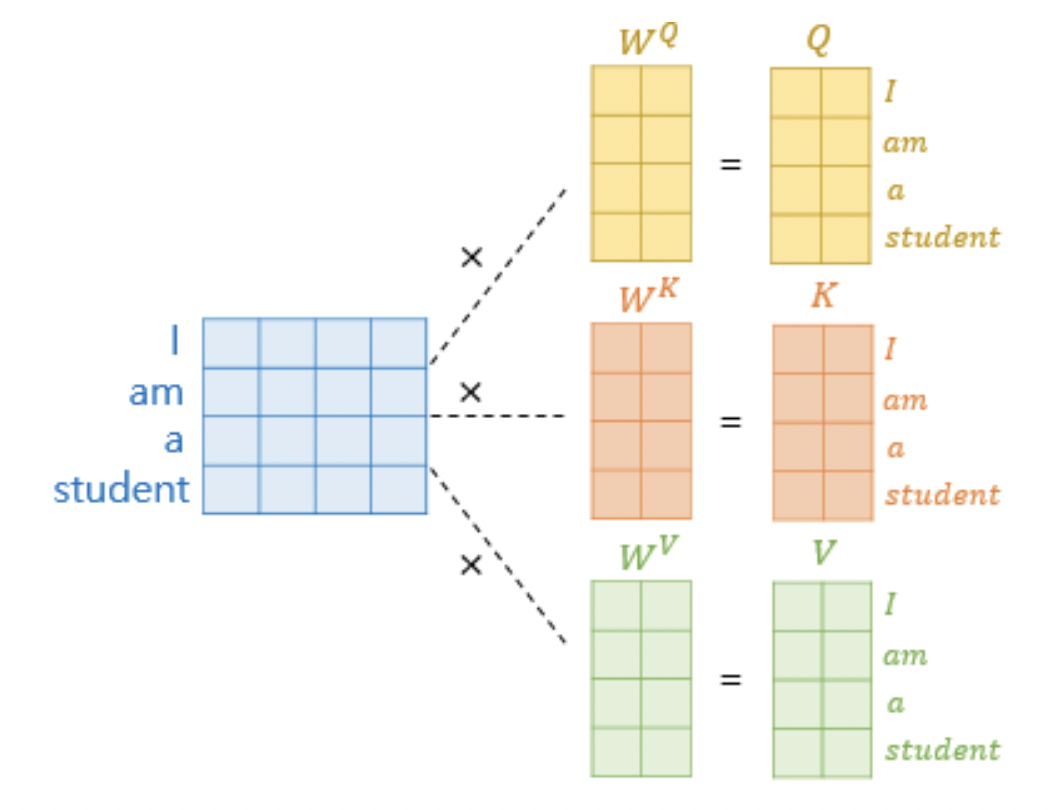 W^Q
Q
I
am
a
student
×
=
I
am
a
student
×
W^K
K
I
am
a
student
=
×
W^V
V
I
am
a
student
=